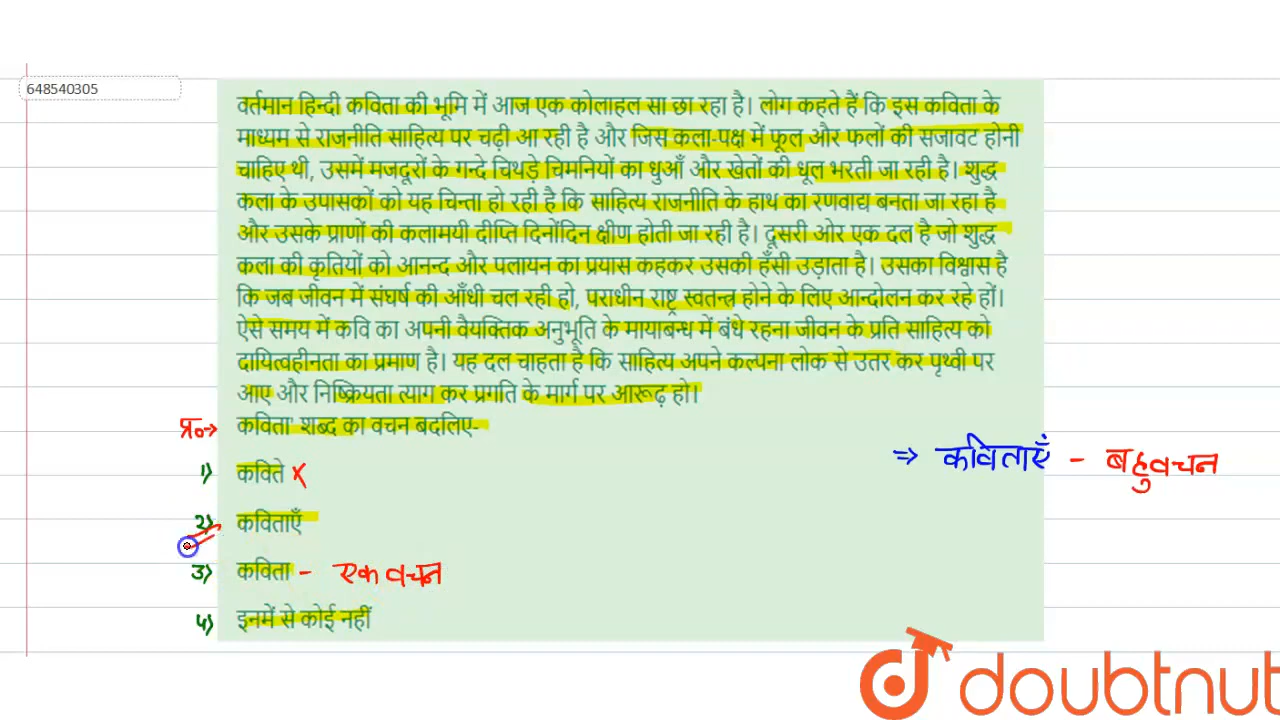 648540305
वर्तमान हिन्दी कविता की भूमि में आज एक कोलाहल सा छा रहा है। लोग कहते हैं कि इस कविता के
माध्यम से राजनीति साहित्य पर चढ़ी आ रही है और जिस कला-पक्ष में फूल और फलों की सजावट होनी
चाहिए थी, उसमें मजदूरों के गन्दे चिथड़े चिमनियों का धुआँ और खेतों की धूल भरती जा रही है। शुद्ध
कला के उपासकों को यह चिन्ता हो रही है कि साहित्य राजनीति के हाथ का रणवाद्य बनता जा रहा है
और उसके प्राणों की कलामयी दीप्ति दिनोंदिन क्षीण होती जा रही है। दूसरी ओर एक दल है जो शुद्ध
कला की कृतियों को आनन्द और पलायन का प्रयास कहकर उसकी हँसी उड़ाता है। उसका विश्वास है
कि जब जीवन में संघर्ष की आँधी चल रही हो, पराधीन राष्ट्र स्वतन्त्र होने के लिए आन्दोलन कर रहे हों।
ऐसे समय में कवि का अपनी वैयक्तिक अनुभूति के मायाबन्ध में बंधे रहना जीवन के प्रति साहित्य को
दायित्वहीनता का प्रमाण है। यह दल चाहता है कि साहित्य अपने कल्पना लोक से उतर कर पृथ्वी पर
आए और निष्क्रियता त्याग कर प्रगति के मार्ग पर आरूढ़ हो।
प्र०→ कविता' शब्द का वचन बदलिए-
⇒ कविताएँ - बहुवचन
1) कविते X
2) कविताएँ
3) कविता - एकवचन
4) इनमें से कोई नहीं
doubtnut